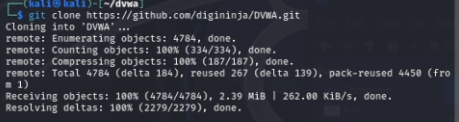 (kali㉿kali)-[~/dvwa]
$ git clone https://github.com/digininja/DVWA.git
Cloning into 'DVWA'...
remote: Enumerating objects: 4784, done.
remote: Counting objects: 100% (334/334), done.
remote: Compressing objects: 100% (187/187), done.
remote: Total 4784 (delta 184), reused 267 (delta 139), pack-reused 4450 (fro
m 1)
Receiving objects: 100% (4784/4784), 2.39 MiB | 262.00 KiB/s, done.
Resolving deltas: 100% (2279/2279), done.